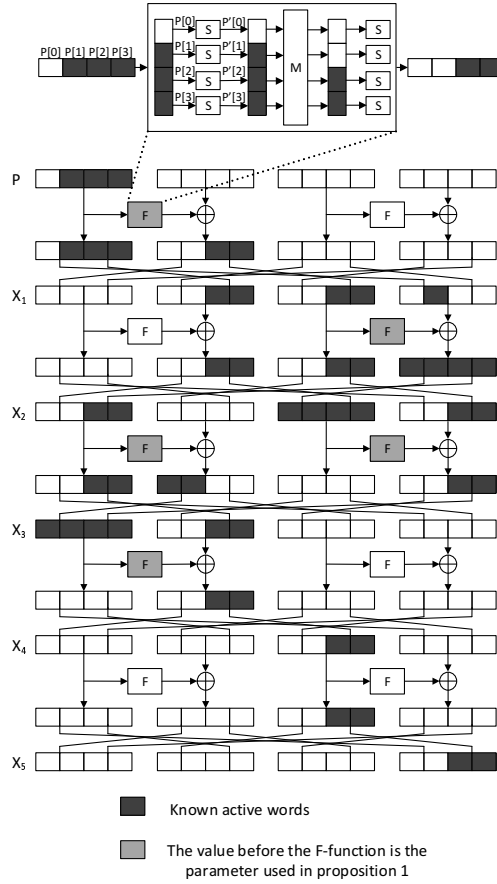 P[0] P[1] P[2] P[3]
P[0] S P'[0] S
P[1] S P'[1] S
M
P[2] S P'[2] S
P[3] S P'[3] S
P
F F
X1
F F
X2
F F
X3
F F
X4
F F
X5
Known active words
The value before the F-function is the
parameter used in proposition 1